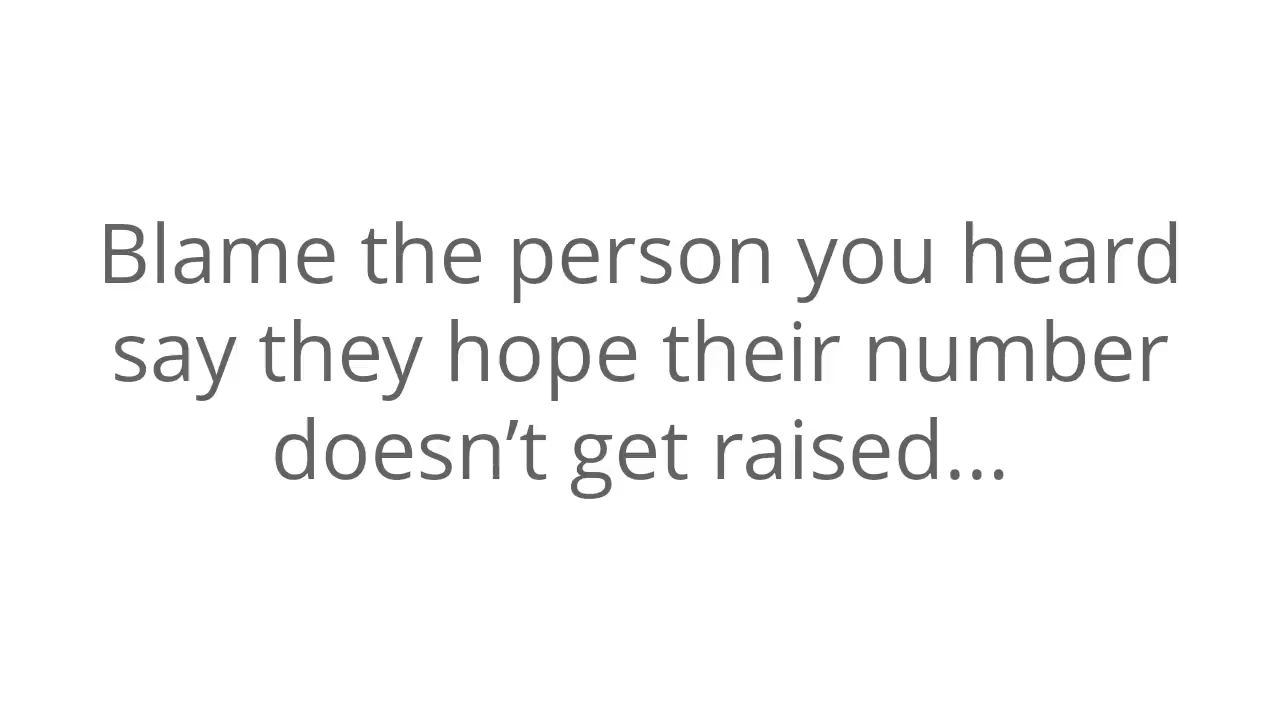 Blame the person you heard
say they hope their number
doesn’t get raised...